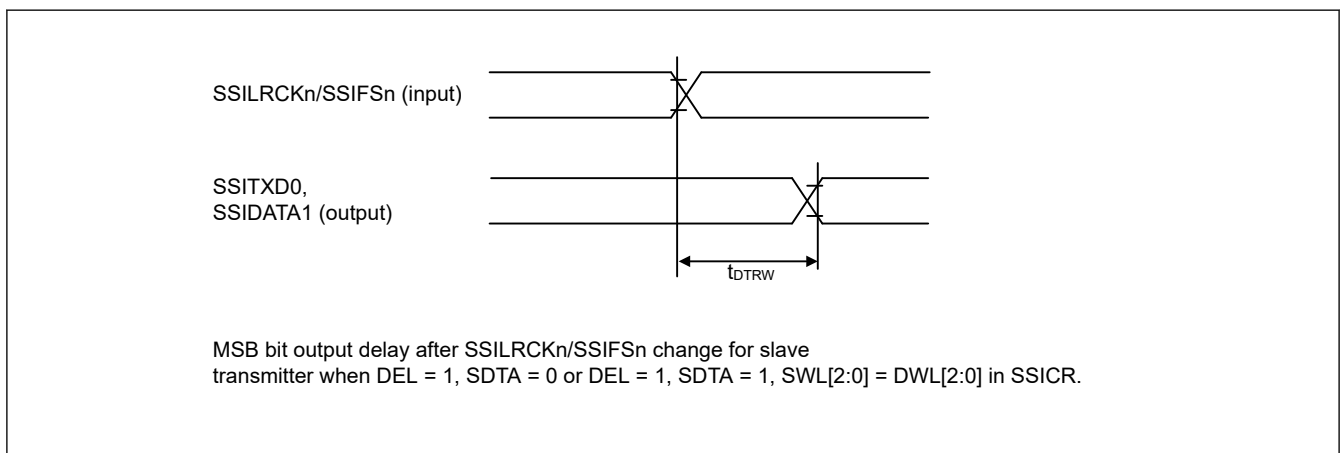 SSILRCKn/SSIFSn (input)
SSITXD0,
SSIDATA1 (output)
tDTRW
MSB bit output delay after SSILRCKn/SSIFSn change for slave
transmitter when DEL = 1, SDTA = 0 or DEL = 1, SDTA = 1, SWL[2:0] = DWL[2:0] in SSICR.